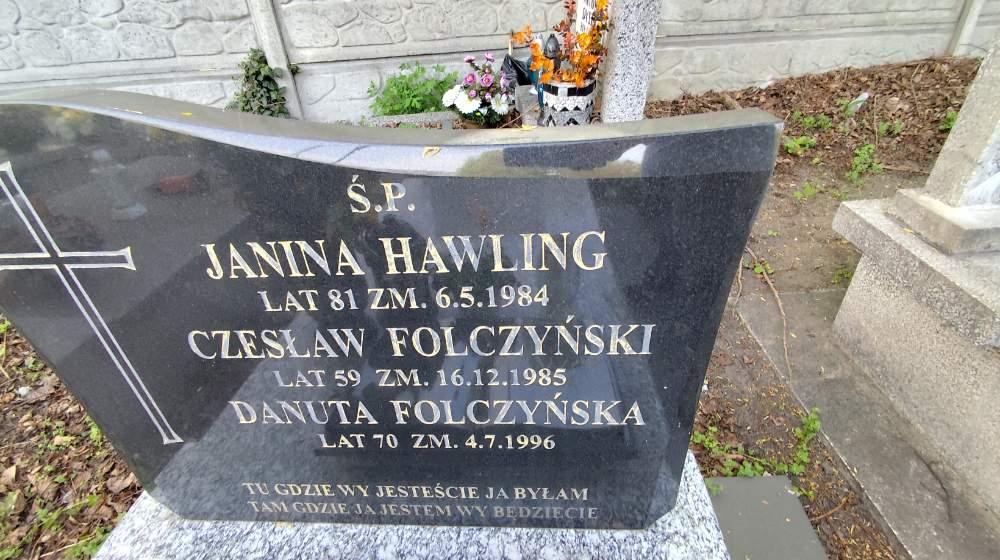 Ś.P.
JANINA HAWLING
LAT 81 ZM. 6.5.1984
CZESŁAW FOLCZYŃSKI
LAT 59 ZM. 16.12.1985
DANUTA FOLCZYŃSKA
LAT 70 ZM. 4.7.1996
TU GDZIE WY JESTEŚCIE JA BYŁAM
TAM GDZIE JA JESTEM WY BĘDZIECIE